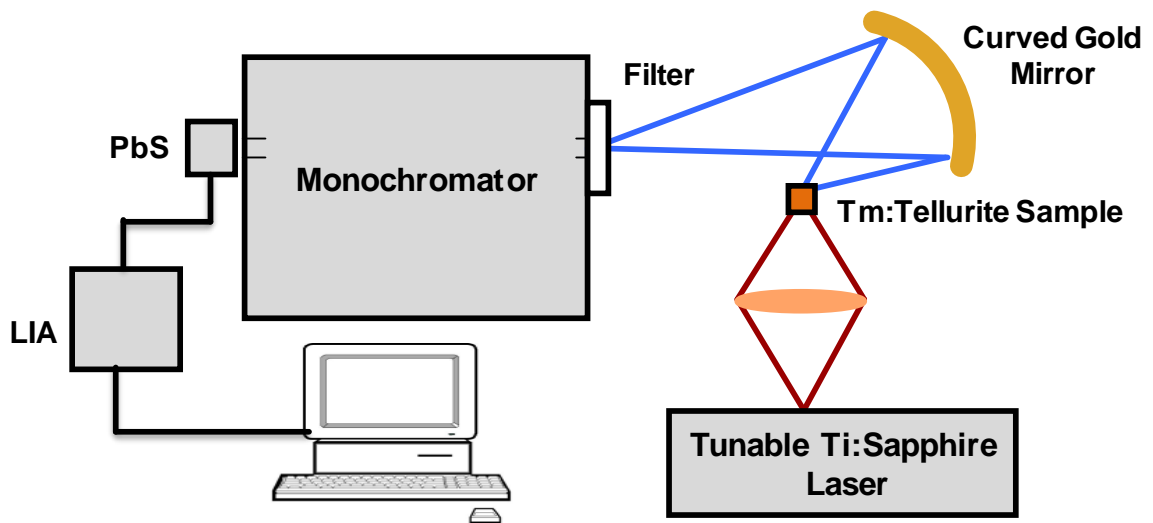 Curved Gold
Mirror
Filter
PbS
Monochromator
Tm:Tellurite Sample
LIA
Tunable Ti:Sapphire
Laser